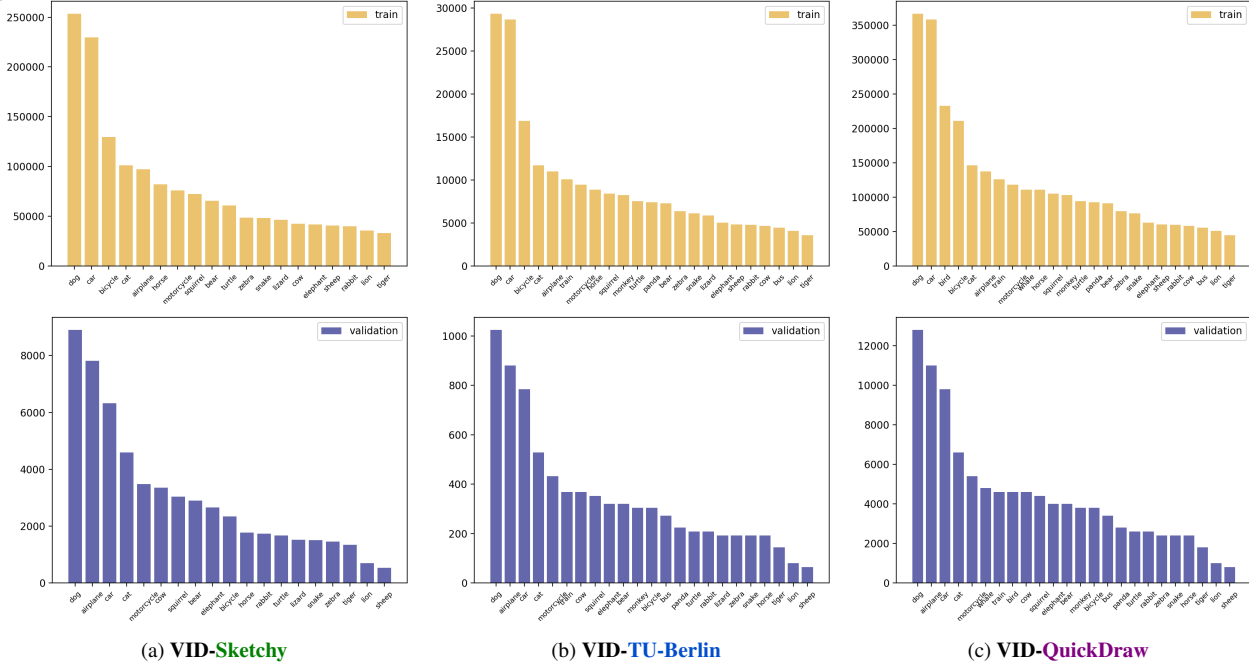 250000
200000
150000
100000
50000
0
train
dog car bicycle cat airplane horse motorcycle squirrel bear turtle zebra snake lizard cow elephant sheep rabbit lion tiger
30000
25000
20000
15000
10000
5000
0
train
dog car bicycle cat airplane train motorcycle horse squirrel monkey turtle panda bear zebra snake lizard elephant sheep rabbit cow bus lion tiger
350000
300000
250000
200000
150000
100000
50000
0
train
dog car bird bicycle cat airplane train motorcycle whale horse squirrel monkey turtle panda bear zebra snake elephant sheep rabbit cow bus lion tiger
8000
6000
4000
2000
0
validation
dog airplane car cat motorcycle cow squirrel bear elephant bicycle horse rabbit turtle lizard snake zebra tiger lion sheep
1000
800
600
400
200
0
validation
dog airplane car cat motorcycle train cow squirrel elephant bear monkey bicycle bus panda turtle rabbit lizard zebra snake horse tiger lion sheep
12000
10000
8000
6000
4000
2000
0
validation
dog airplane car cat motorcycle whale train bird cow squirrel elephant bear monkey bicycle bus panda turtle rabbit zebra snake horse tiger lion sheep
(a) VID-Sketchy
(b) VID-TU-Berlin
(c) VID-QuickDraw